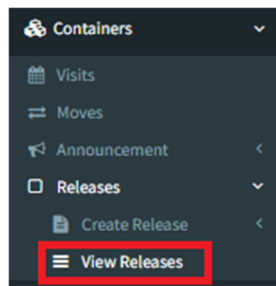 Containers
Visits
Moves
Announcement
Releases
Create Release
View Releases